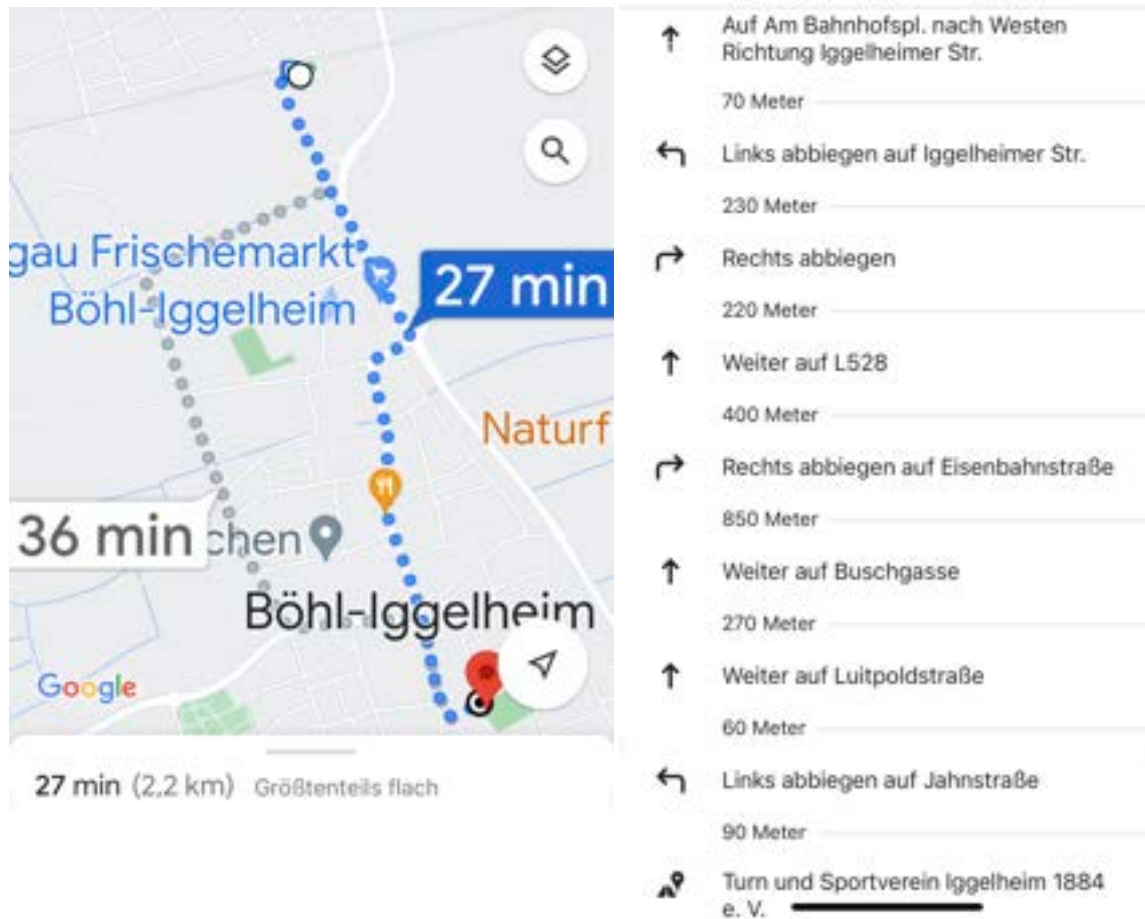 gau Frischemarkt
Böhl-Iggelheim
27 min
Naturf
36 min
chen
Böhl-Iggelheim
Google
27 min (2,2 km) Größtenteils flach
Auf Am Bahnhofspl. nach Westen
Richtung Iggelheimer Str.
70 Meter
Links abbiegen auf Iggelheimer Str.
230 Meter
Rechts abbiegen
220 Meter
Weiter auf L528
400 Meter
Rechts abbiegen auf Eisenbahnstraße
850 Meter
Weiter auf Buschgasse
270 Meter
Weiter auf Luitpoldstraße
60 Meter
Links abbiegen auf Jahnstraße
90 Meter
Turn und Sportverein Iggelheim 1884
e. V.